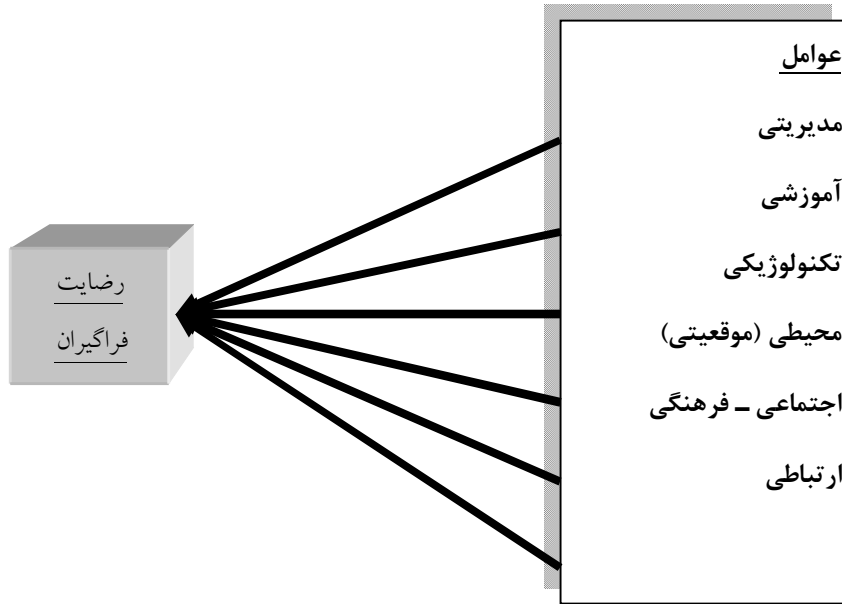 عوامل
مدیریتی
آموزشی
تکنولوژیکی
محیطی (موقعیتی)
اجتماعی ـ فرهنگی
ارتباطی
رضایت
فراگیران